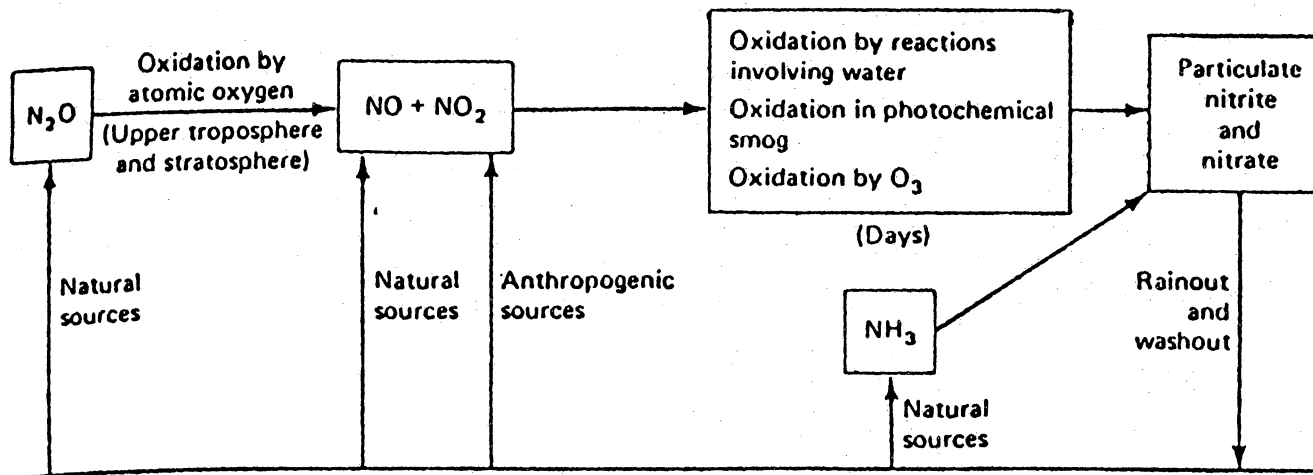 N₂O
Oxidation by
atomic oxygen
(Upper troposphere
and stratosphere)
NO + NO₂
Oxidation by reactions
involving water
Oxidation in photochemical
smog
Oxidation by O₃
(Days)
Particulate
nitrite
and
nitrate
Natural
sources
Natural
sources
Anthropogenic
sources
NH₃
Natural
sources
Rainout
and
washout